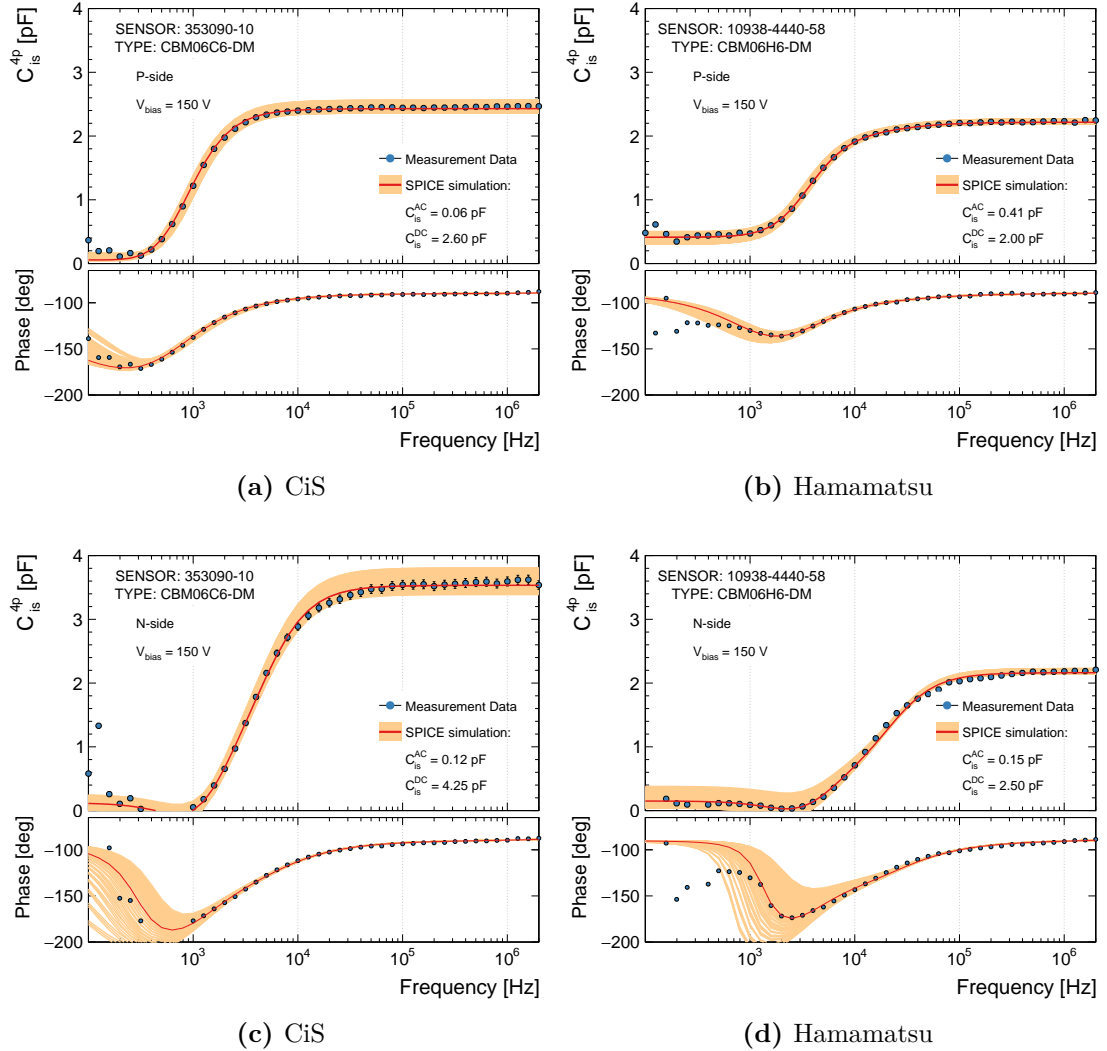 SENSOR: 353090-10
TYPE: CBM06C6-DM
P-side
V_bias = 150 V
C_is^4p [pF]
4
3
2
1
0
Measurement Data
SPICE simulation:
C_is^AC = 0.06 pF
C_is^DC = 2.60 pF
Phase [deg]
−100
−150
−200
10^3 10^4 10^5 10^6
Frequency [Hz]
(a) CiS
SENSOR: 10938-4440-58
TYPE: CBM06H6-DM
P-side
V_bias = 150 V
C_is^4p [pF]
4
3
2
1
0
Measurement Data
SPICE simulation:
C_is^AC = 0.41 pF
C_is^DC = 2.00 pF
Phase [deg]
−100
−150
−200
10^3 10^4 10^5 10^6
Frequency [Hz]
(b) Hamamatsu
SENSOR: 353090-10
TYPE: CBM06C6-DM
N-side
V_bias = 150 V
C_is^4p [pF]
4
3
2
1
0
Measurement Data
SPICE simulation:
C_is^AC = 0.12 pF
C_is^DC = 4.25 pF
Phase [deg]
−100
−150
−200
10^3 10^4 10^5 10^6
Frequency [Hz]
(c) CiS
SENSOR: 10938-4440-58
TYPE: CBM06H6-DM
N-side
V_bias = 150 V
C_is^4p [pF]
4
3
2
1
0
Measurement Data
SPICE simulation:
C_is^AC = 0.15 pF
C_is^DC = 2.50 pF
Phase [deg]
−100
−150
−200
10^3 10^4 10^5 10^6
Frequency [Hz]
(d) Hamamatsu